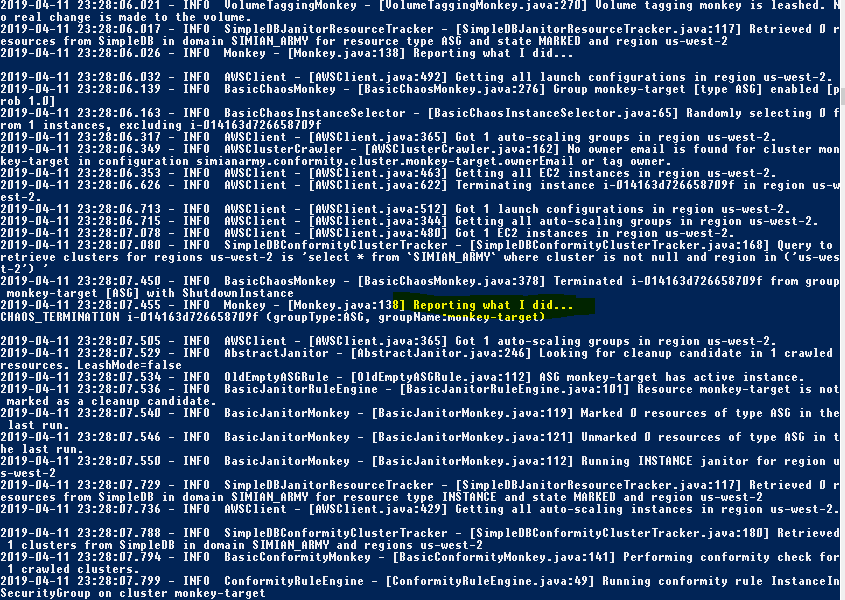 2019-04-11 23:28:06.021 - INFO  VolumeTaggingMonkey - [VolumeTaggingMonkey.java:270] Volume tagging monkey is leashed. N
o real change is made to the volume.
2019-04-11 23:28:06.017 - INFO  SimpleDBJanitorResourceTracker - [SimpleDBJanitorResourceTracker.java:117] Retrieved 0 r
esources from SimpleDB in domain SIMIAN_ARMY for resource type ASG and state MARKED and region us-west-2
2019-04-11 23:28:06.026 - INFO  Monkey - [Monkey.java:138] Reporting what I did...
2019-04-11 23:28:06.032 - INFO  AWSClient - [AWSClient.java:492] Getting all launch configurations in region us-west-2.
2019-04-11 23:28:06.139 - INFO  BasicChaosMonkey - [BasicChaosMonkey.java:276] Group monkey-target [type ASG] enabled [p
rob 1.0]
2019-04-11 23:28:06.163 - INFO  BasicChaosInstanceSelector - [BasicChaosInstanceSelector.java:65] Randomly selecting 0 f
rom 1 instances, excluding i-014163d726658709f
2019-04-11 23:28:06.317 - INFO  AWSClient - [AWSClient.java:365] Got 1 auto-scaling groups in region us-west-2.
2019-04-11 23:28:06.349 - INFO  AWSClusterCrawler - [AWSClusterCrawler.java:162] No owner email is found for cluster mon
key-target in configuration simianarmy.conformity.cluster.monkey-target.ownerEmail or tag owner.
2019-04-11 23:28:06.353 - INFO  AWSClient - [AWSClient.java:463] Getting all EC2 instances in region us-west-2.
2019-04-11 23:28:06.626 - INFO  AWSClient - [AWSClient.java:622] Terminating instance i-014163d726658709f in region us-w
est-2.
2019-04-11 23:28:06.713 - INFO  AWSClient - [AWSClient.java:512] Got 1 launch configurations in region us-west-2.
2019-04-11 23:28:06.715 - INFO  AWSClient - [AWSClient.java:344] Getting all auto-scaling groups in region us-west-2.
2019-04-11 23:28:07.078 - INFO  AWSClient - [AWSClient.java:480] Got 1 EC2 instances in region us-west-2.
2019-04-11 23:28:07.080 - INFO  SimpleDBConformityClusterTracker - [SimpleDBConformityClusterTracker.java:168] Query to
retrieve clusters for regions us-west-2 is 'select * from `SIMIAN_ARMY` where cluster is not null and region in ('us-wes
t-2') '
2019-04-11 23:28:07.450 - INFO  BasicChaosMonkey - [BasicChaosMonkey.java:378] Terminated i-014163d726658709f from group
 monkey-target [ASG] with ShutdownInstance
2019-04-11 23:28:07.455 - INFO  Monkey - [Monkey.java:138] Reporting what I did...
CHAOS_TERMINATION i-014163d726658709f (groupType:ASG, groupName:monkey-target)
2019-04-11 23:28:07.505 - INFO  AWSClient - [AWSClient.java:365] Got 1 auto-scaling groups in region us-west-2.
2019-04-11 23:28:07.529 - INFO  AbstractJanitor - [AbstractJanitor.java:246] Looking for cleanup candidate in 1 crawled
resources. LeashMode=false
2019-04-11 23:28:07.534 - INFO  OldEmptyASGRule - [OldEmptyASGRule.java:112] ASG monkey-target has active instance.
2019-04-11 23:28:07.536 - INFO  BasicJanitorRuleEngine - [BasicJanitorRuleEngine.java:101] Resource monkey-target is not
 marked as a cleanup candidate.
2019-04-11 23:28:07.540 - INFO  BasicJanitorMonkey - [BasicJanitorMonkey.java:119] Marked 0 resources of type ASG in the
 last run.
2019-04-11 23:28:07.546 - INFO  BasicJanitorMonkey - [BasicJanitorMonkey.java:121] Unmarked 0 resources of type ASG in t
he last run.
2019-04-11 23:28:07.550 - INFO  BasicJanitorMonkey - [BasicJanitorMonkey.java:112] Running INSTANCE janitor for region u
s-west-2
2019-04-11 23:28:07.729 - INFO  SimpleDBJanitorResourceTracker - [SimpleDBJanitorResourceTracker.java:117] Retrieved 0 r
esources from SimpleDB in domain SIMIAN_ARMY for resource type INSTANCE and state MARKED and region us-west-2
2019-04-11 23:28:07.736 - INFO  AWSClient - [AWSClient.java:429] Getting all auto-scaling instances in region us-west-2.
2019-04-11 23:28:07.788 - INFO  SimpleDBConformityClusterTracker - [SimpleDBConformityClusterTracker.java:180] Retrieved
 1 clusters from SimpleDB in domain SIMIAN_ARMY and regions us-west-2
2019-04-11 23:28:07.794 - INFO  BasicConformityMonkey - [BasicConformityMonkey.java:141] Performing conformity check for
 1 crawled clusters.
2019-04-11 23:28:07.799 - INFO  ConformityRuleEngine - [ConformityRuleEngine.java:49] Running conformity rule InstanceIn
SecurityGroup on cluster monkey-target